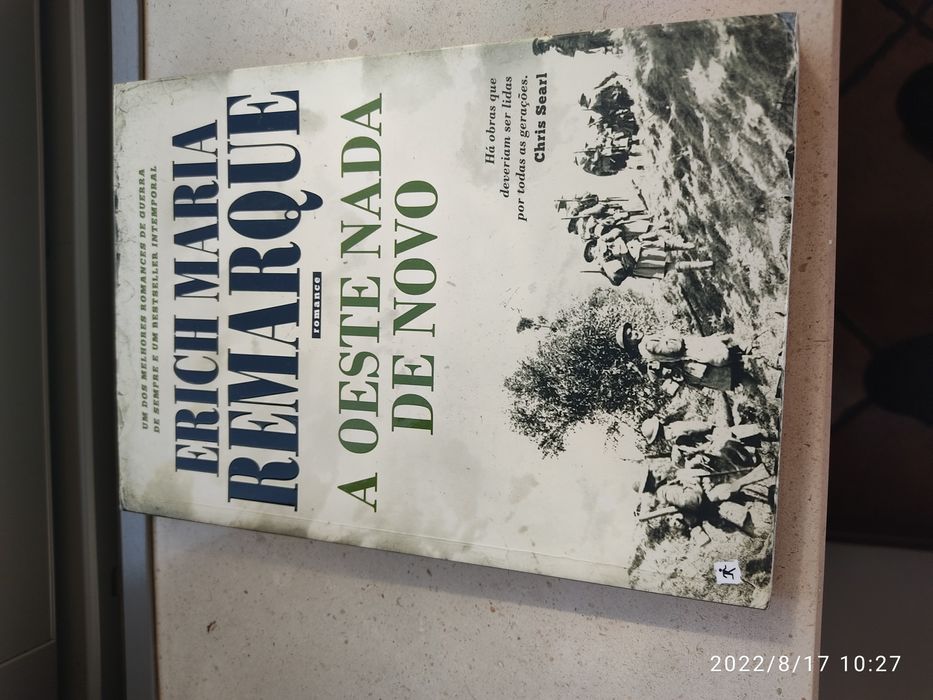 UM DOS MELHORES ROMANCES DE GUERRA
DE SEMPRE E UM BESTSELLER INTEMPORAL
ERICH MARIA
REMARQUE
romance
A OESTE NADA
DE NOVO
Há obras que
deveriam ser lidas
por todas as gerações.
Chris Searl
2022/8/17 10:27